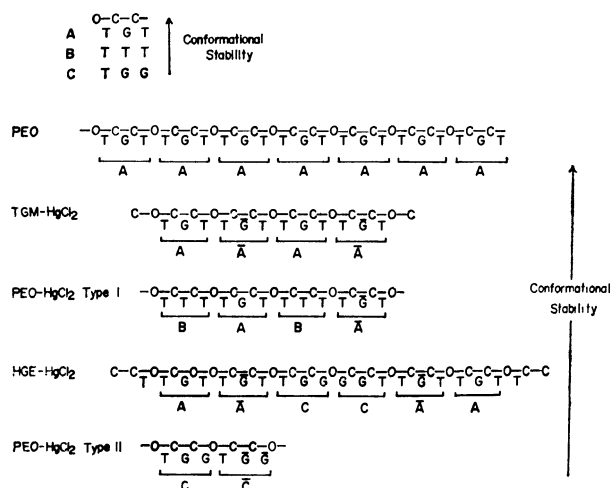 O-C-C-
A T G T
B T T T
C T G G
Conformational Stability
PEO -O-C-C-O-C-C-O-C-C-O-C-C-O-C-C-O-C-C-O-C-C-
T G T T G T T G T T G T T G T T G T T G T
A A A A A A A
TGM-HgCl₂ C-O-C-C-O-C-C-O-C-C-O-C-C-O-C
T G T T G̅ T T G T T G̅ T
A A̅ A A̅
PEO-HgCl₂ Type I -O-C-C-O-C-C-O-C-C-O-C-C-O-
T T T T G T T T T T G̅ T
B A B A̅
Conformational Stability
HGE-HgCl₂ C-C-O-C-C-O-C-C-O-C-C-O-C-C-O-C-C-O-C-C-O-C-C
T T G T T G̅ T T G G G G T T G̅ T T G T T
A A̅ C C A̅ A
PEO-HgCl₂ Type II -O-C-C-O-C-C-O-
T G G T G̅ G̅
C C̅